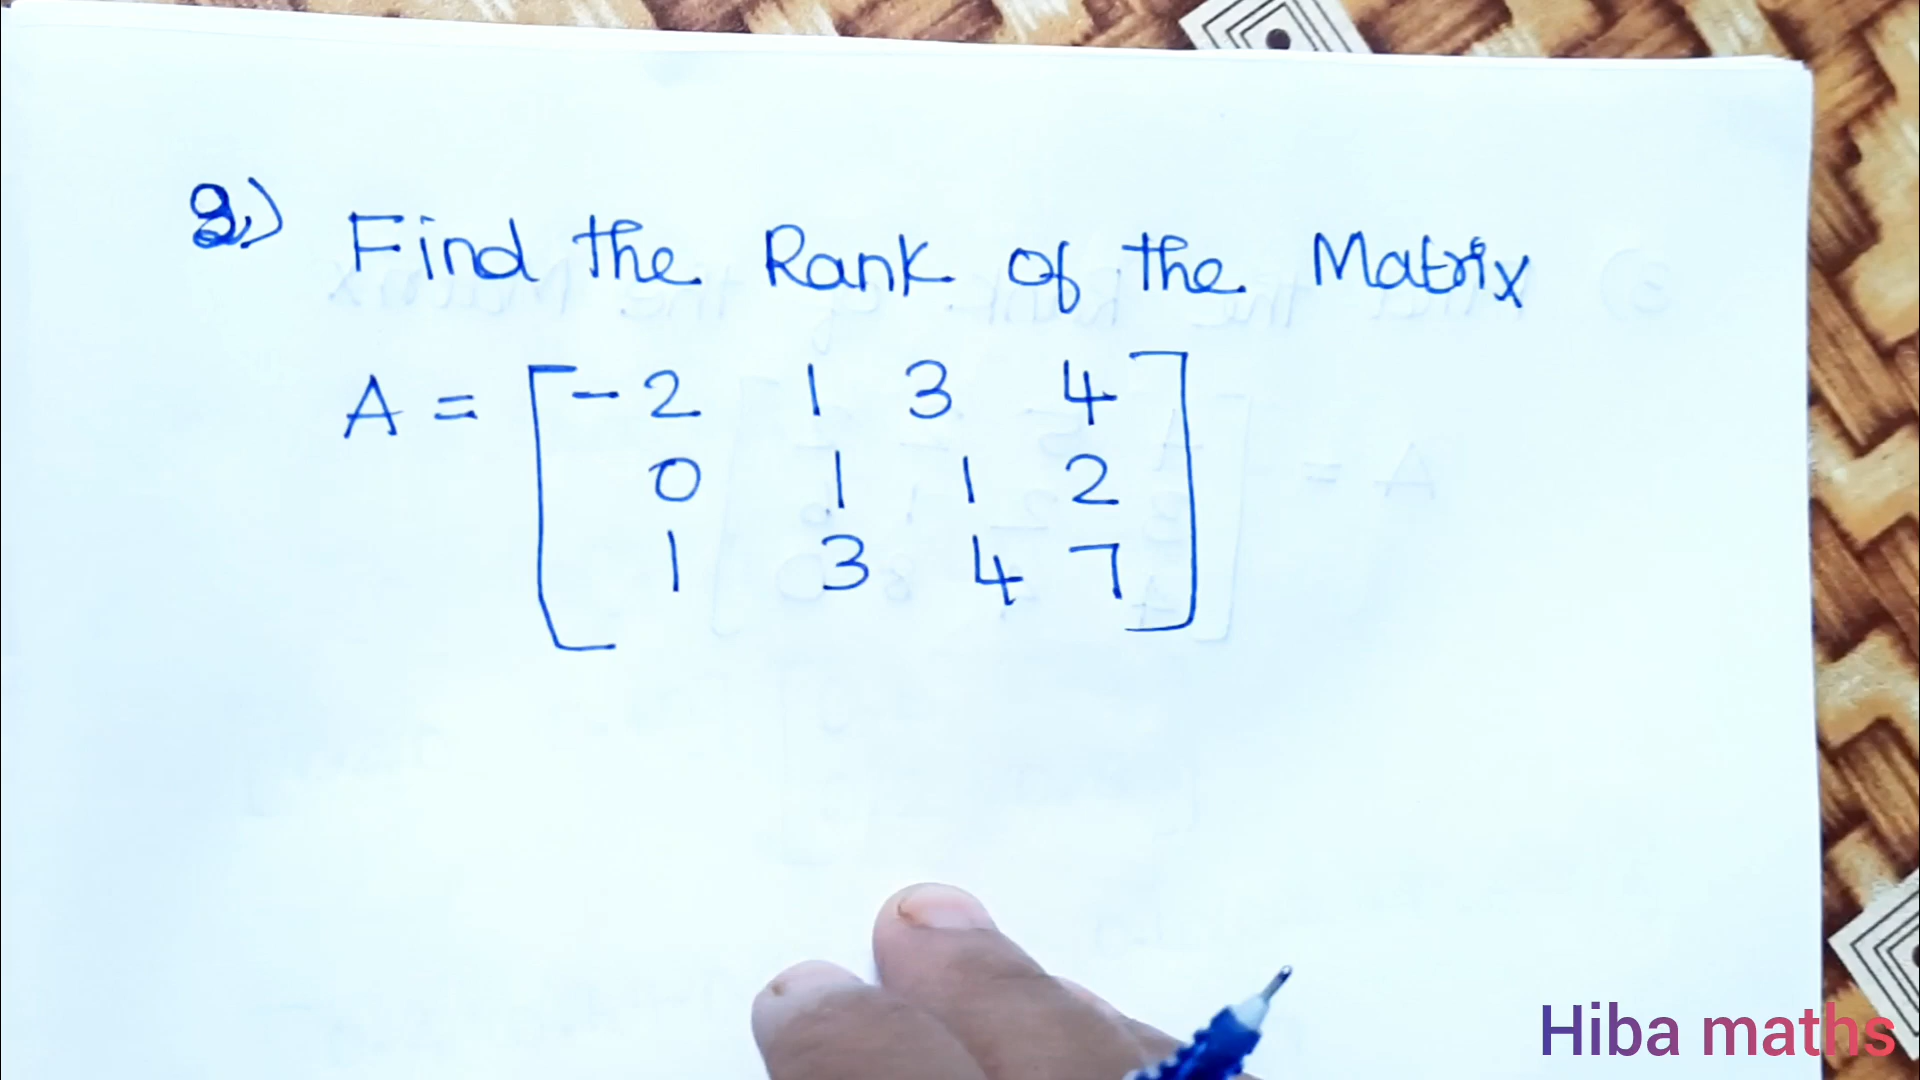 2) Find the Rank of the Matrix
A = [ -2 1 3 4
0 1 1 2
1 3 4 7 ]
Hiba maths